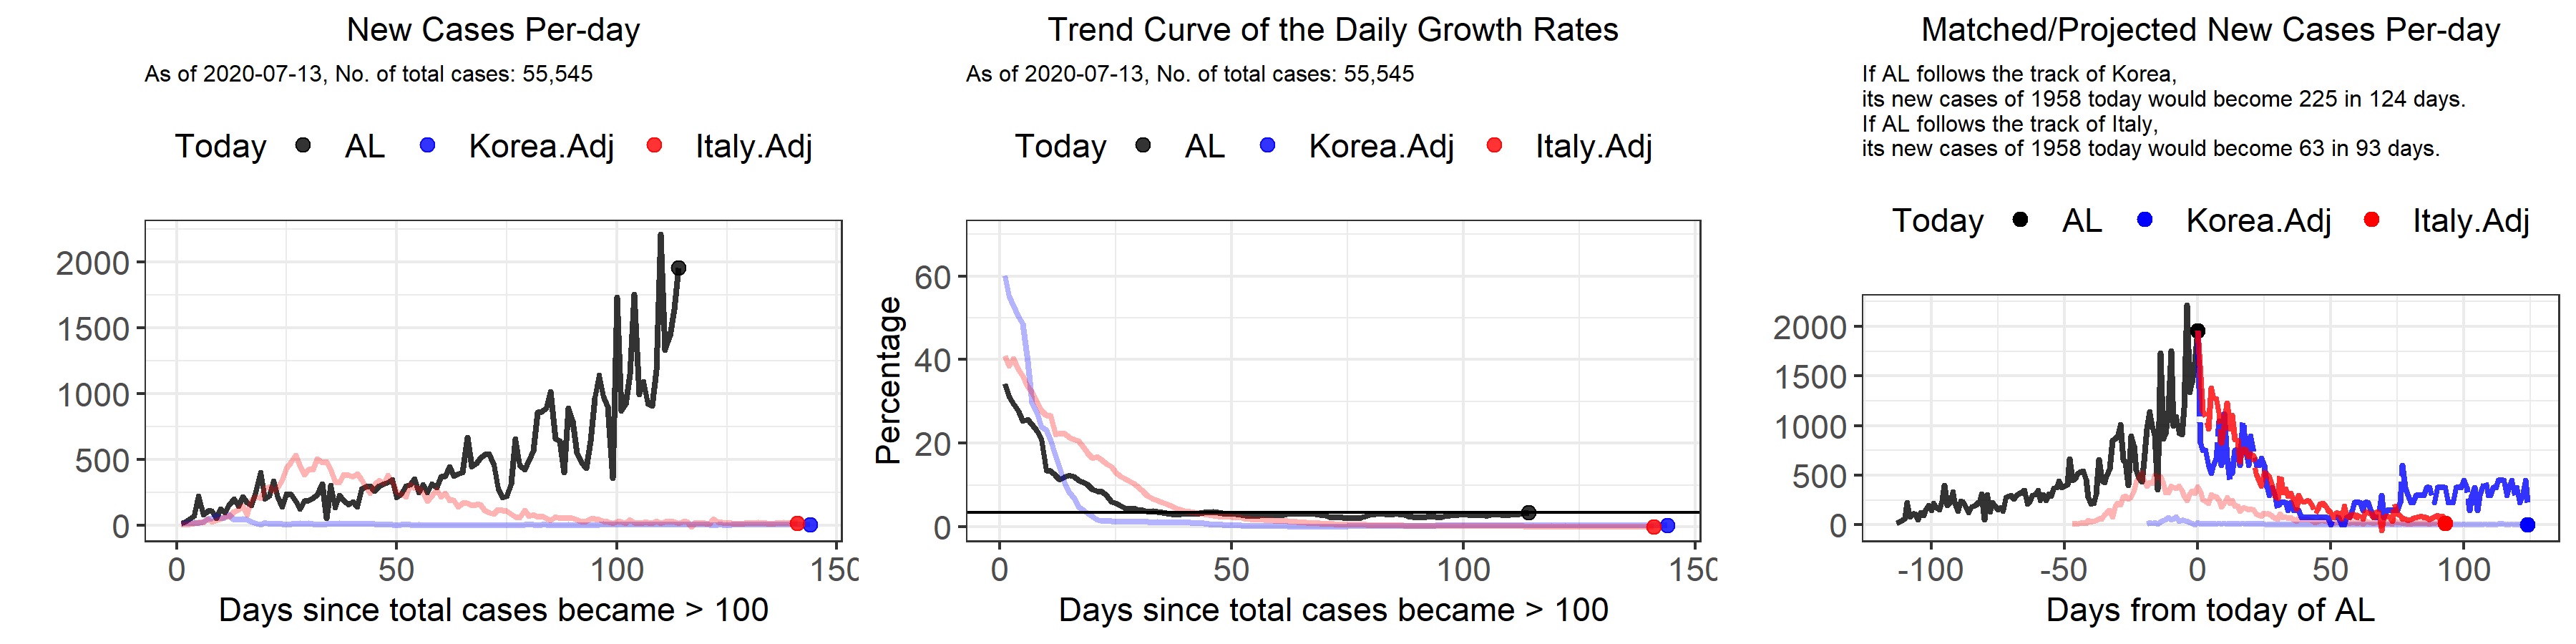 New Cases Per-day
As of 2020-07-13, No. of total cases: 55,545
Today AL Korea.Adj Italy.Adj
2000
1500
1000
500
0
0 50 100 150
Days since total cases became > 100
Trend Curve of the Daily Growth Rates
As of 2020-07-13, No. of total cases: 55,545
Today AL Korea.Adj Italy.Adj
Percentage
60
40
20
0
0 50 100 150
Days since total cases became > 100
Matched/Projected New Cases Per-day
If AL follows the track of Korea,
its new cases of 1958 today would become 225 in 124 days.
If AL follows the track of Italy,
its new cases of 1958 today would become 63 in 93 days.
Today AL Korea.Adj Italy.Adj
2000
1500
1000
500
0
-100 -50 0 50 100
Days from today of AL